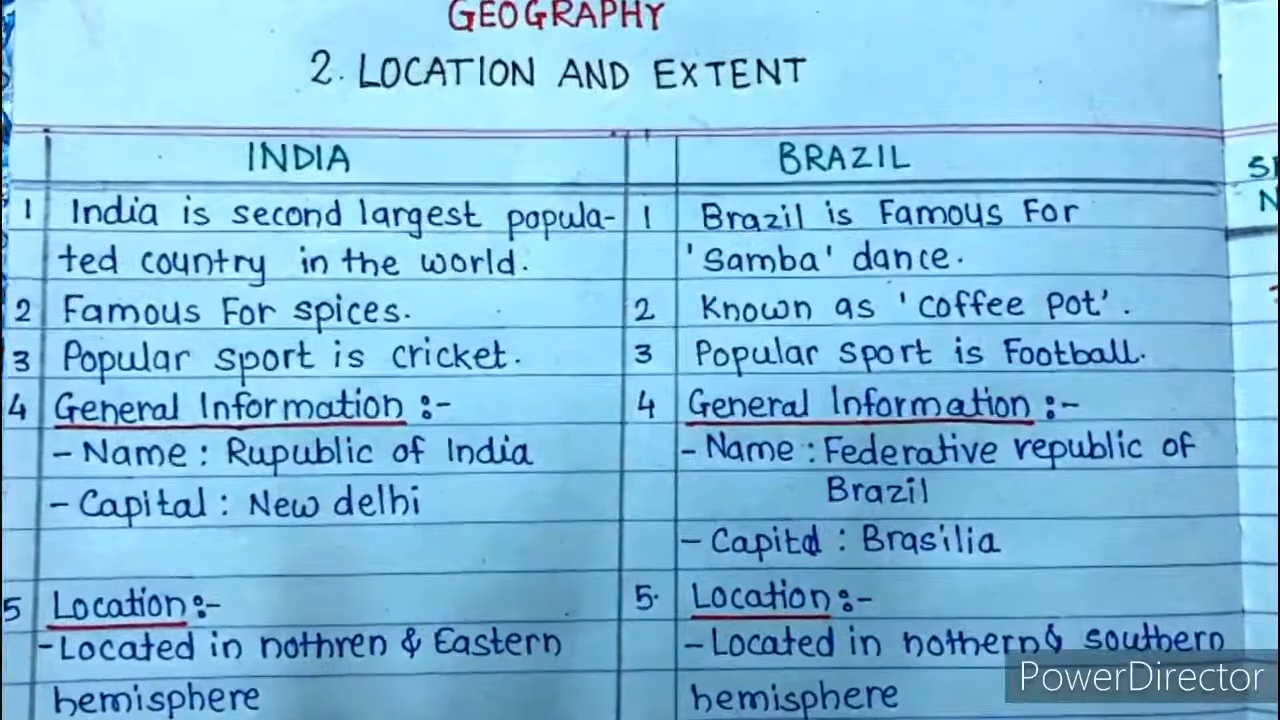 GEOGRAPHY
2. LOCATION AND EXTENT
INDIA
1 India is second largest popula-
ted country in the world.
2 Famous For spices.
3 Popular sport is cricket.
4 General Information :-
- Name : Rupublic of India
- Capital : New delhi
5 Location :-
- Located in nothren & Eastern
hemisphere
BRAZIL
1 Brazil is Famous For
'Samba' dance.
2 Known as 'coffee pot'.
3 Popular sport is Football.
4 General Information :-
- Name : Federative republic of
Brazil
- Capital : Brasilia
5. Location :-
- Located in nothern & southern
hemisphere
PowerDirector